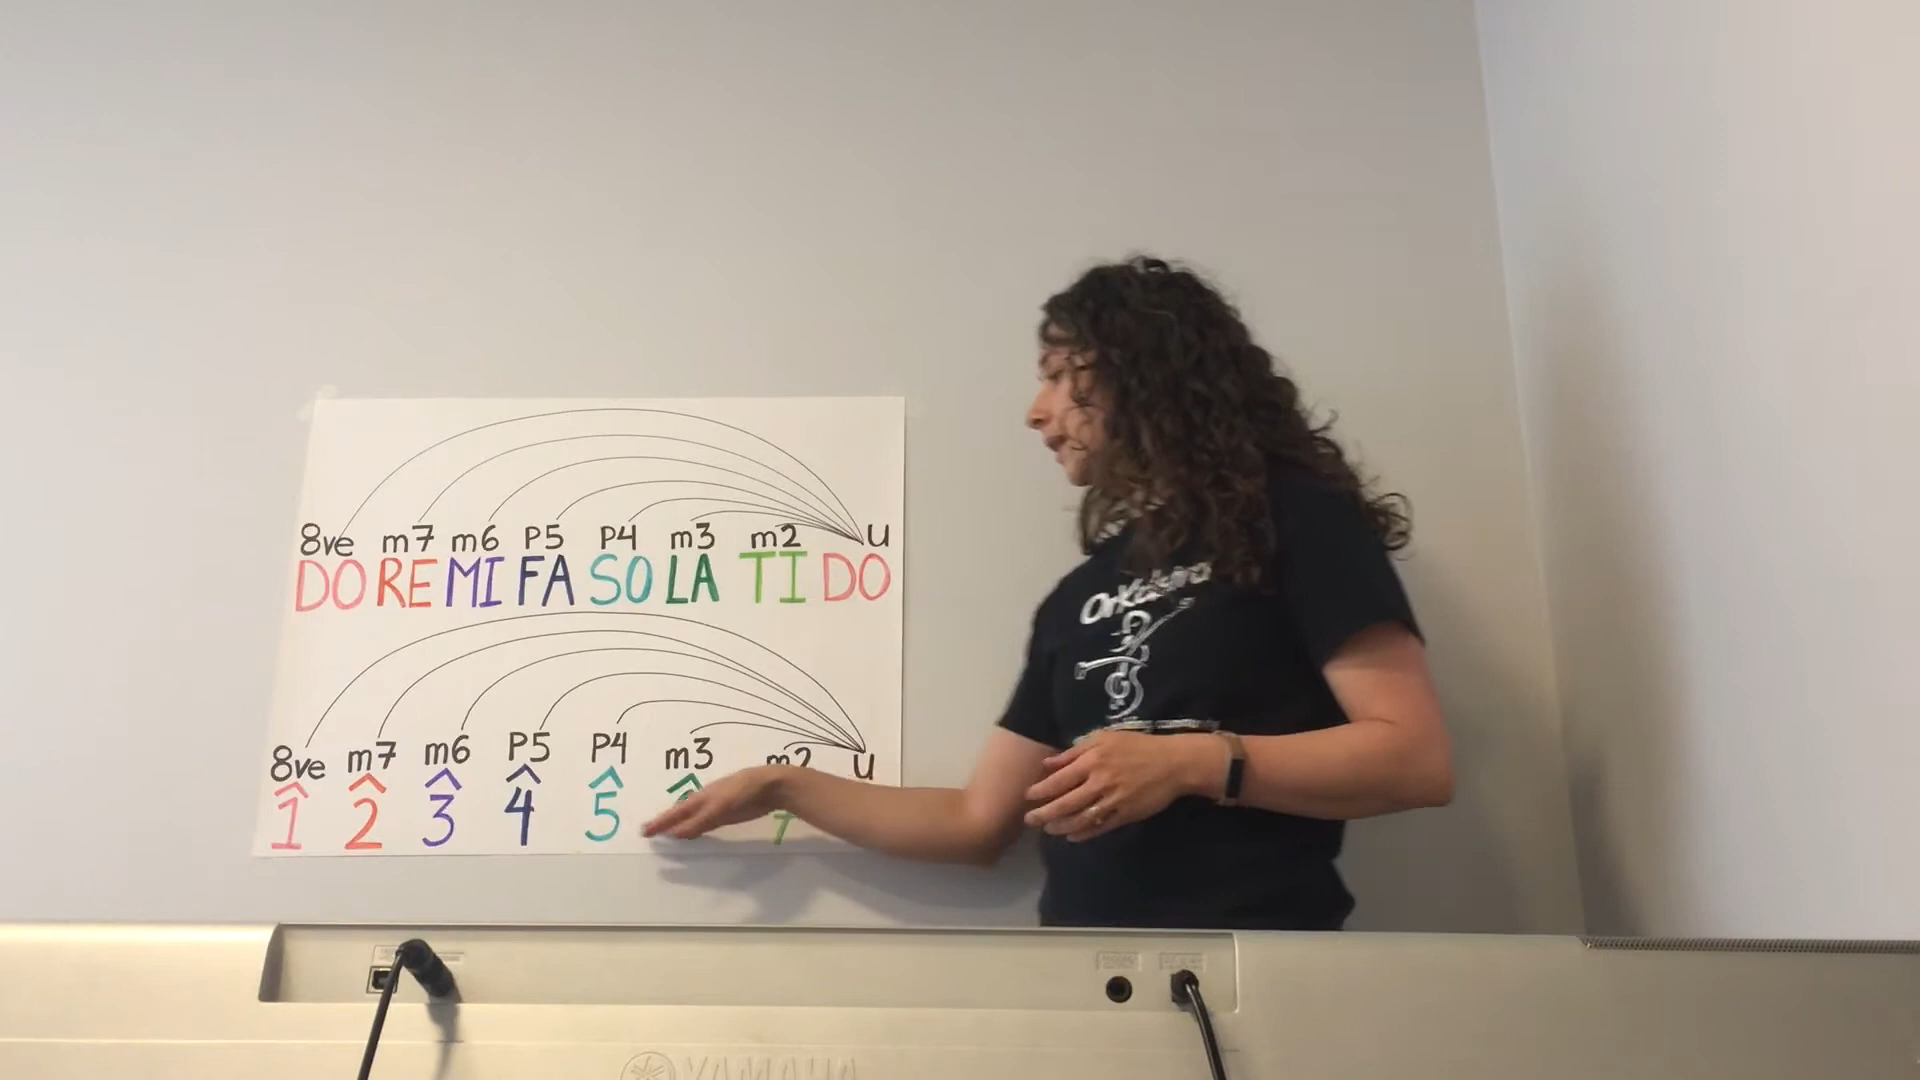 8ve m7 m6 P5 P4 m3 m2 U
DO RE MI FA SO LA TI DO
8ve m7 m6 P5 P4 m3 m2 U
1̂ 2̂ 3̂ 4̂ 5̂ 7
YAMAHA